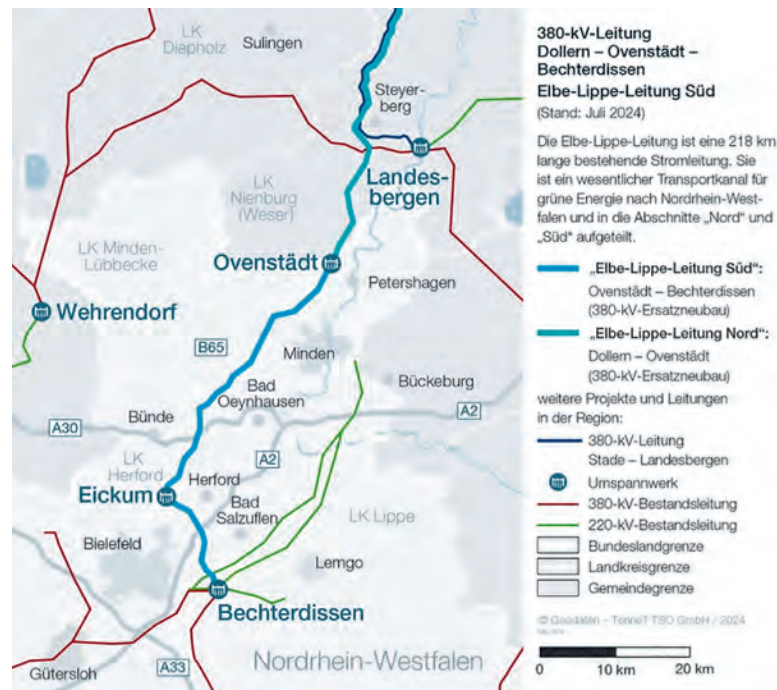 LK
Diepholz
Sulingen
Steyer-
berg
Landes-
bergen
LK
Nienburg
(Weser)
LK Minden-
Lübbecke
Ovenstädt
Petershagen
Wehrendorf
B65
Minden
Bad
Oeynhausen
Bückeburg
Bünde
A30
A2
A2
LK
Herford
Herford
Eickum
Bad
Salzuflen
LK Lippe
Bielefeld
Lemgo
Bechterdissen
A33
Gütersloh
Nordrhein-Westfalen
380-kV-Leitung
Dollern – Ovenstädt –
Bechterdissen
Elbe-Lippe-Leitung Süd
(Stand: Juli 2024)
Die Elbe-Lippe-Leitung ist eine 218 km
lange bestehende Stromleitung. Sie
ist ein wesentlicher Transportkanal für
grüne Energie nach Nordrhein-West-
falen und in die Abschnitte „Nord" und
„Süd" aufgeteilt.
„Elbe-Lippe-Leitung Süd":
Ovenstädt – Bechterdissen
(380-kV-Ersatzneubau)
„Elbe-Lippe-Leitung Nord":
Dollern – Ovenstädt
(380-kV-Ersatzneubau)
weitere Projekte und Leitungen
in der Region:
380-kV-Leitung
Stade – Landesbergen
Umspannwerk
380-kV-Bestandsleitung
220-kV-Bestandsleitung
Bundeslandgrenze
Landkreisgrenze
Gemeindegrenze
© Geodaten – TenneT TSO GmbH / 2024
0 10 km 20 km